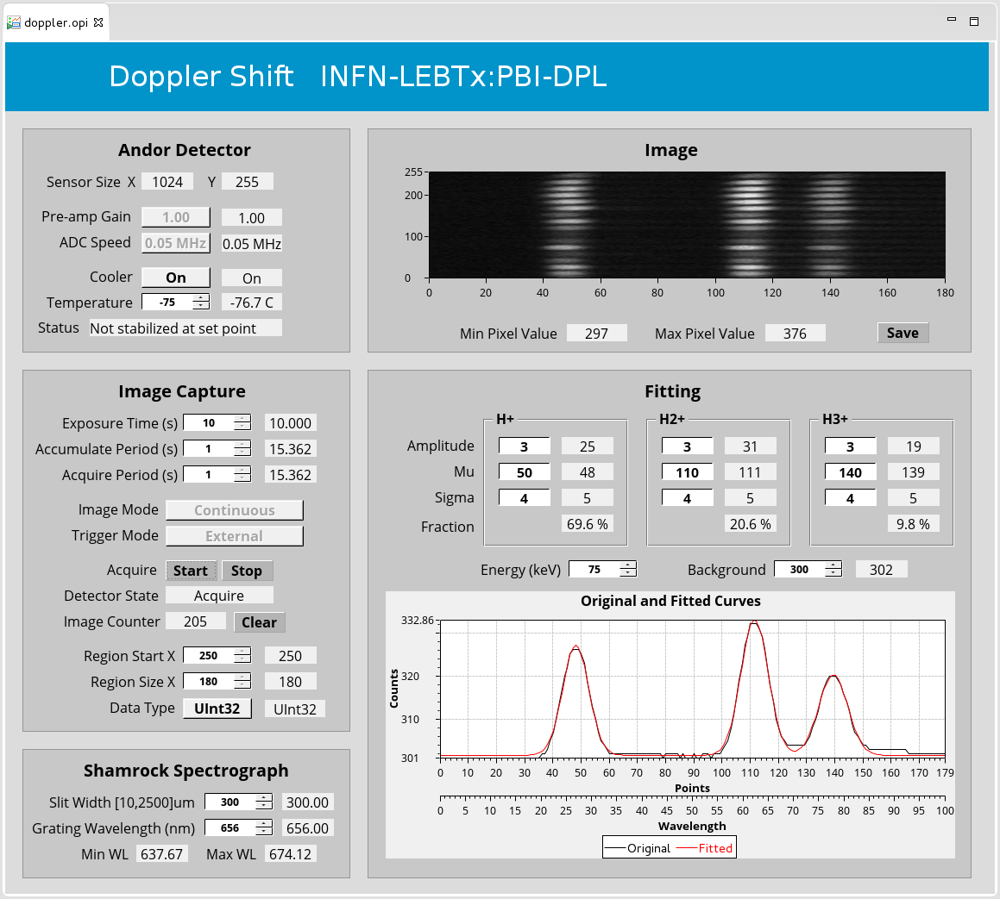 doppler.opi
Doppler Shift INFN-LEBTx:PBI-DPL
Andor Detector
Sensor Size X 1024 Y 255
Pre-amp Gain 1.00 1.00
ADC Speed 0.05 MHz 0.05 MHz
Cooler On On
Temperature -75 -76.7 C
Status Not stabilized at set point
Image
255
200
100
0
0 20 40 60 80 100 120 140 160 180
Min Pixel Value 297 Max Pixel Value 376 Save
Image Capture
Exposure Time (s) 10 10.000
Accumulate Period (s) 1 15.362
Acquire Period (s) 1 15.362
Image Mode Continuous
Trigger Mode External
Acquire Start Stop
Detector State Acquire
Image Counter 205 Clear
Region Start X 250 250
Region Size X 180 180
Data Type UInt32 UInt32
Fitting
H+ H2+ H3+
Amplitude 3 25 3 31 3 19
Mu 50 48 110 111 140 139
Sigma 4 5 4 5 4 5
Fraction 69.6 % 20.6 % 9.8 %
Energy (keV) 75 Background 300 302
Original and Fitted Curves
332.86
320
310
301
Counts
0 10 20 30 40 50 60 70 80 90 100 110 120 130 140 150 160 170 179
Points
0 5 10 15 20 25 30 35 40 45 50 55 60 65 70 75 80 85 90 95 100
Wavelength
Original Fitted
Shamrock Spectrograph
Slit Width [10,2500]um 300 300.00
Grating Wavelength (nm) 656 656.00
Min WL 637.67 Max WL 674.12